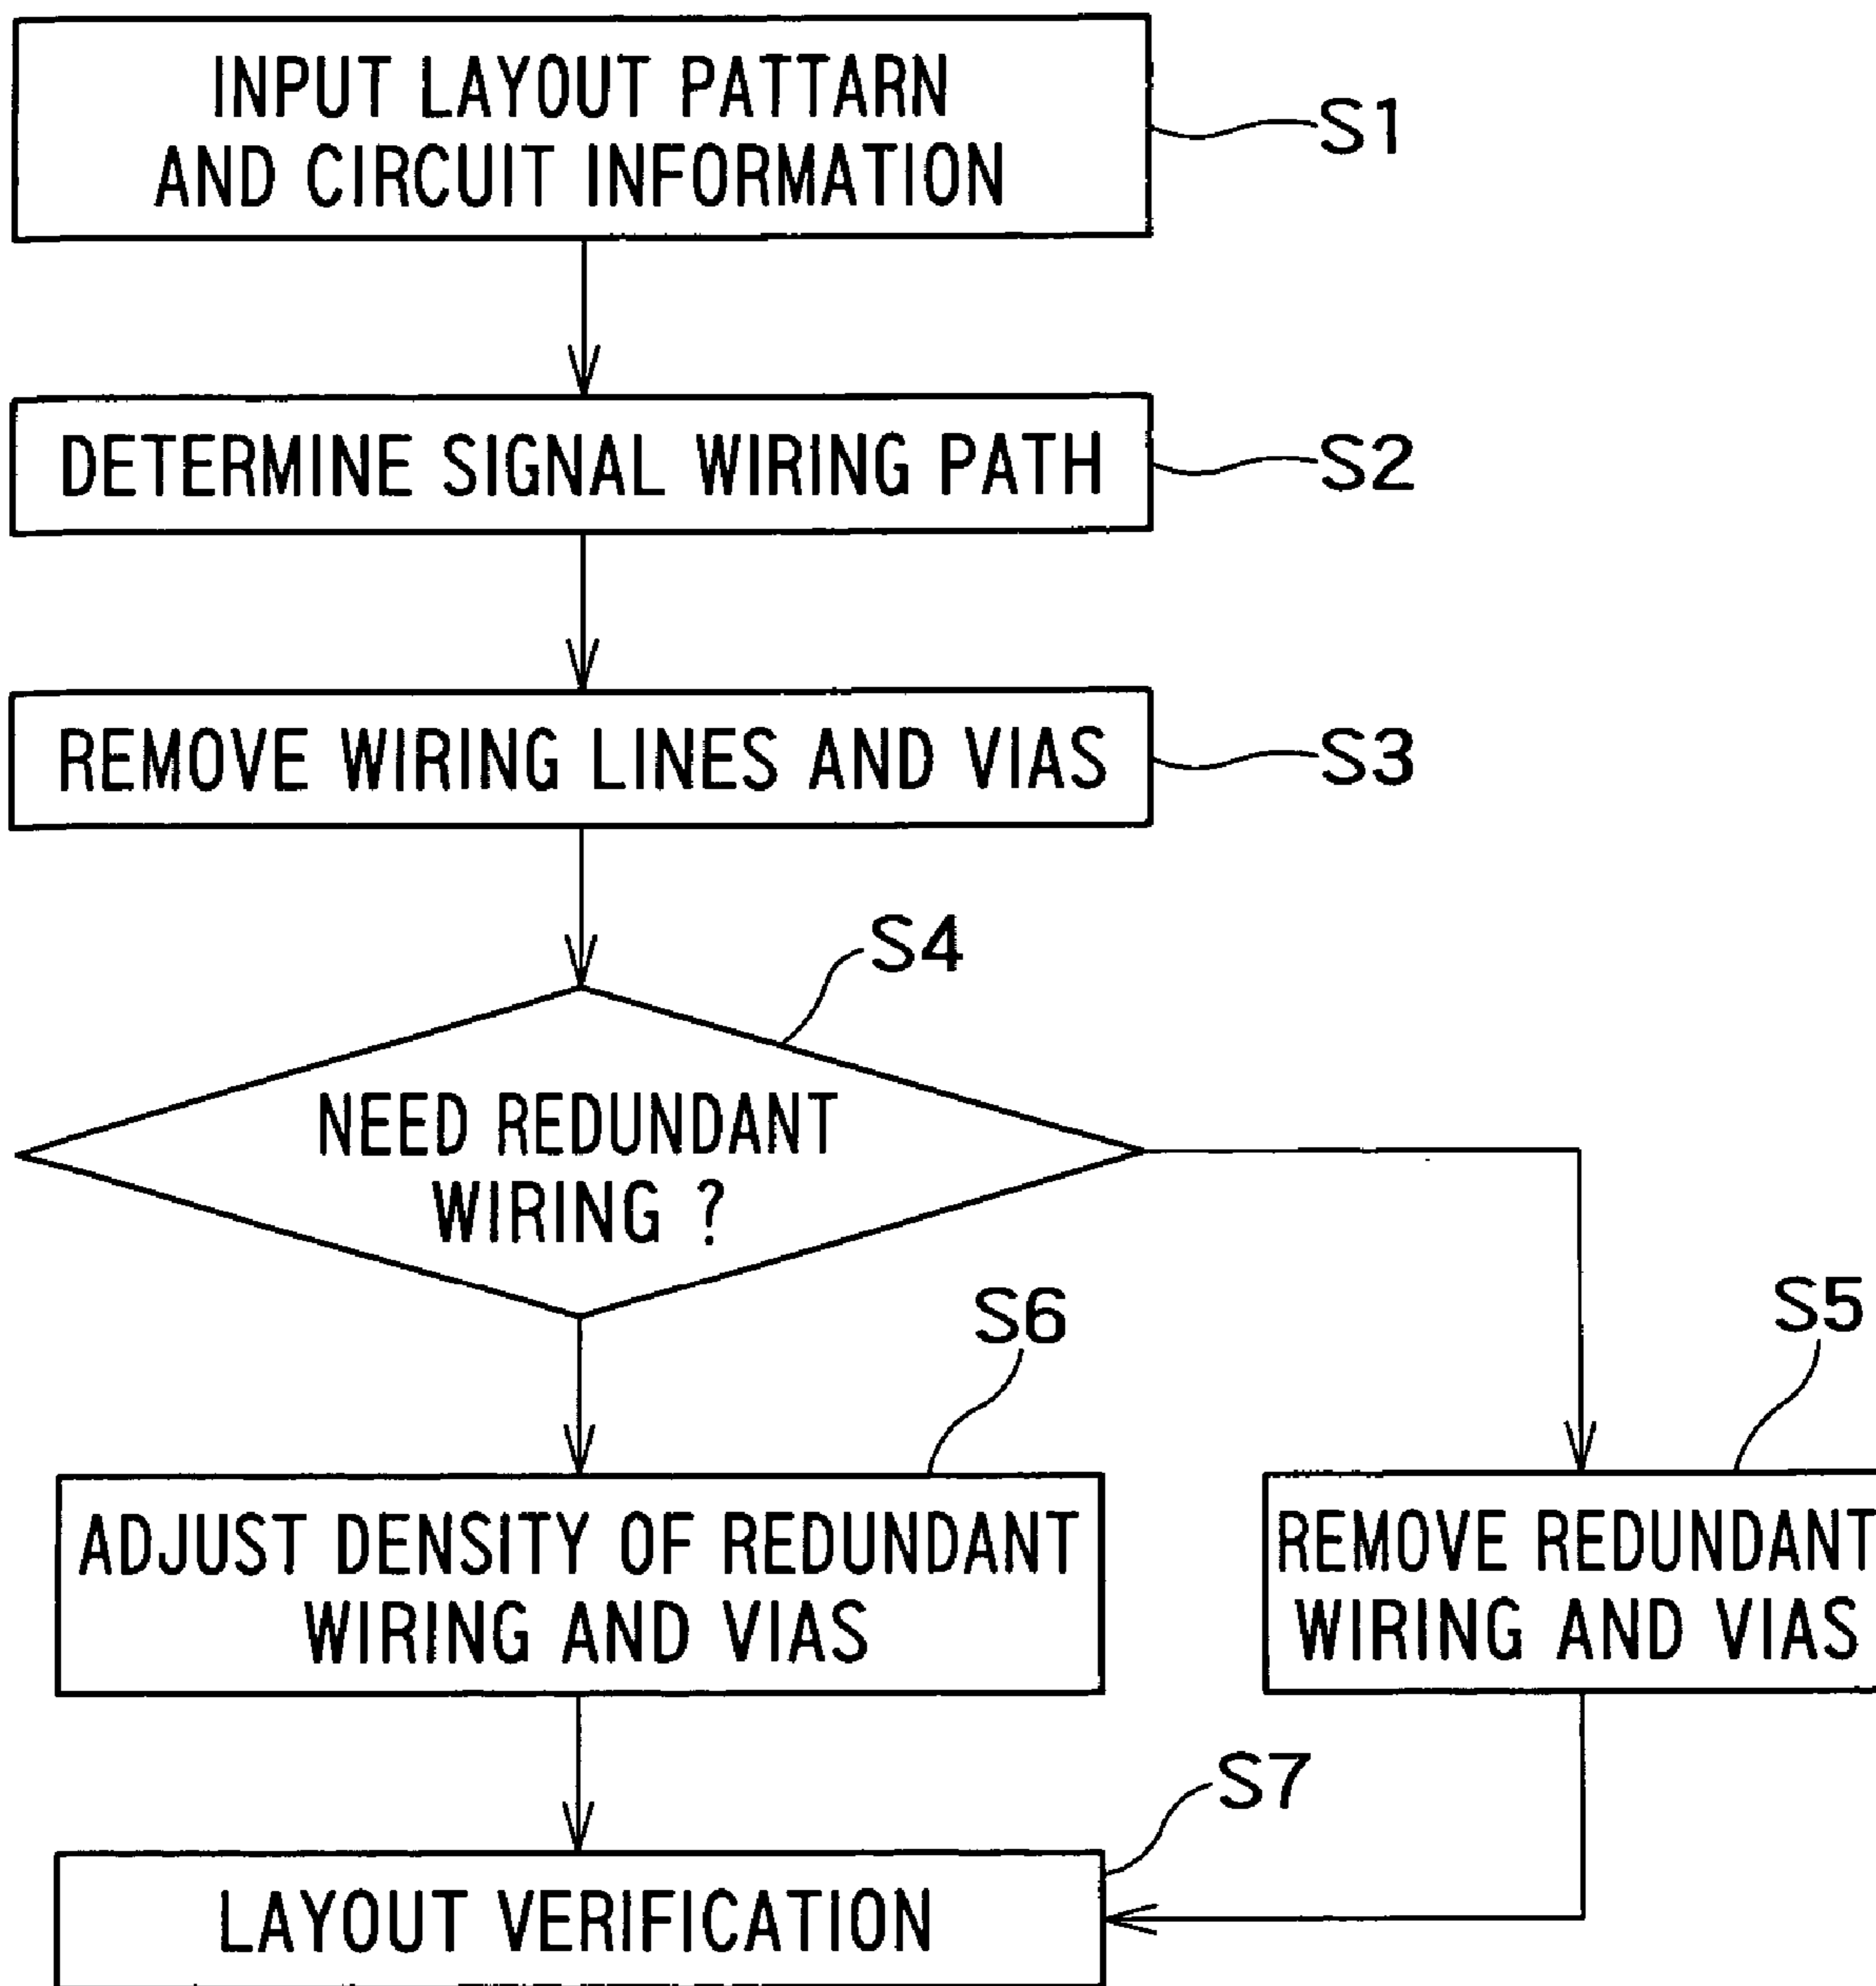 INPUT LAYOUT PATTARN
AND CIRCUIT INFORMATION
S1
DETERMINE SIGNAL WIRING PATH
S2
REMOVE WIRING LINES AND VIAS
S3
S4
NEED REDUNDANT
WIRING ?
S6
S5
ADJUST DENSITY OF REDUNDANT
WIRING AND VIAS
REMOVE REDUNDANT
WIRING AND VIAS
S7
LAYOUT VERIFICATION